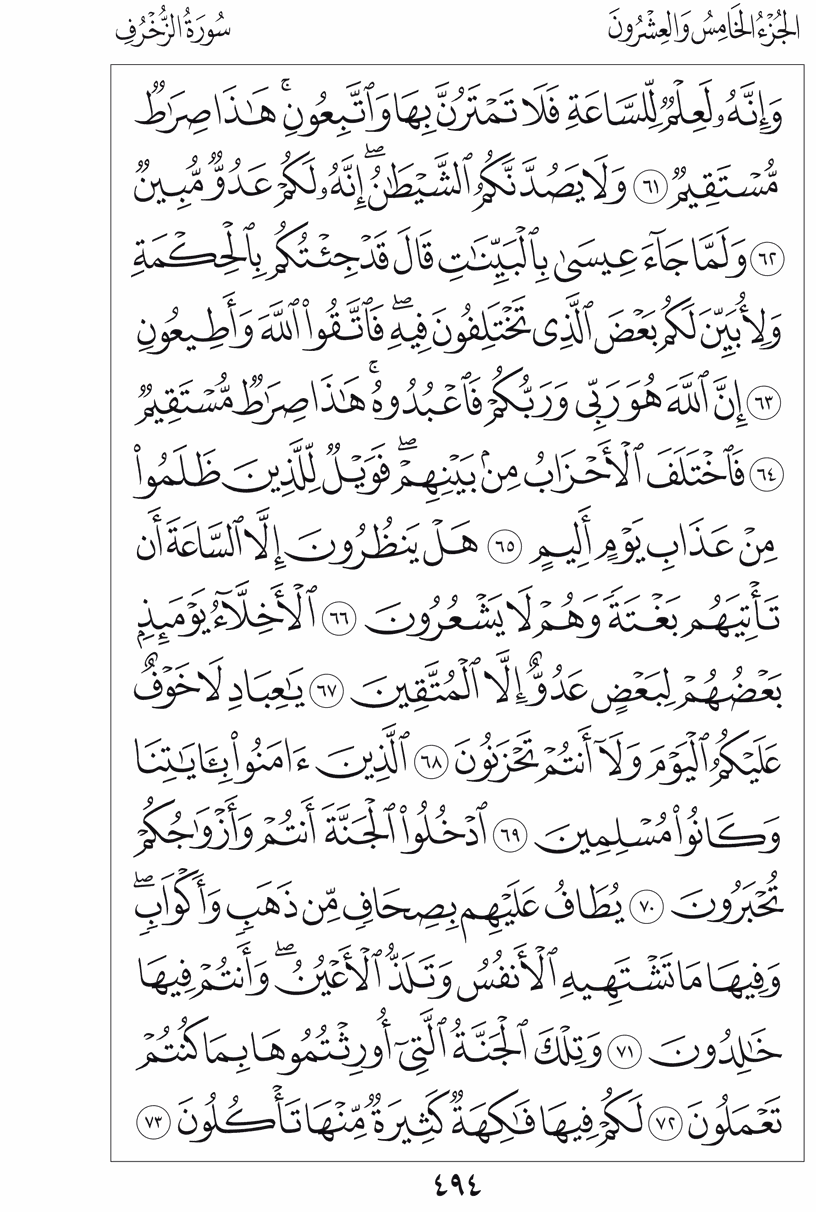 الجُزْءُ الخَامِسُ وَالعِشْرُونَ
سُورَةُ الزُّخْرُفِ
وَإِنَّهُۥ لَعِلْمٌ لِّلسَّاعَةِ فَلَا تَمْتَرُنَّ بِهَا وَٱتَّبِعُونِۚ هَٰذَا صِرَٰطٌ
مُّسْتَقِيمٌ ٦١ وَلَا يَصُدَّنَّكُمُ ٱلشَّيْطَٰنُۖ إِنَّهُۥ لَكُمْ عَدُوٌّ مُّبِينٌ
٦٢ وَلَمَّا جَآءَ عِيسَىٰ بِٱلْبَيِّنَٰتِ قَالَ قَدْ جِئْتُكُم بِٱلْحِكْمَةِ
وَلِأُبَيِّنَ لَكُم بَعْضَ ٱلَّذِى تَخْتَلِفُونَ فِيهِۖ فَٱتَّقُوا۟ ٱللَّهَ وَأَطِيعُونِ
٦٣ إِنَّ ٱللَّهَ هُوَ رَبِّى وَرَبُّكُمْ فَٱعْبُدُوهُۚ هَٰذَا صِرَٰطٌ مُّسْتَقِيمٌ
٦٤ فَٱخْتَلَفَ ٱلْأَحْزَابُ مِنۢ بَيْنِهِمْۖ فَوَيْلٌ لِّلَّذِينَ ظَلَمُوا۟
مِنْ عَذَابِ يَوْمٍ أَلِيمٍ ٦٥ هَلْ يَنظُرُونَ إِلَّا ٱلسَّاعَةَ أَن
تَأْتِيَهُم بَغْتَةً وَهُمْ لَا يَشْعُرُونَ ٦٦ ٱلْأَخِلَّآءُ يَوْمَئِذٍۭ
بَعْضُهُمْ لِبَعْضٍ عَدُوٌّ إِلَّا ٱلْمُتَّقِينَ ٦٧ يَٰعِبَادِ لَا خَوْفٌ
عَلَيْكُمُ ٱلْيَوْمَ وَلَآ أَنتُمْ تَحْزَنُونَ ٦٨ ٱلَّذِينَ ءَامَنُوا۟ بِـَٔايَٰتِنَا
وَكَانُوا۟ مُسْلِمِينَ ٦٩ ٱدْخُلُوا۟ ٱلْجَنَّةَ أَنتُمْ وَأَزْوَٰجُكُمْ
تُحْبَرُونَ ٧٠ يُطَافُ عَلَيْهِم بِصِحَافٍ مِّن ذَهَبٍ وَأَكْوَابٍۖ
وَفِيهَا مَا تَشْتَهِيهِ ٱلْأَنفُسُ وَتَلَذُّ ٱلْأَعْيُنُۖ وَأَنتُمْ فِيهَا
خَٰلِدُونَ ٧١ وَتِلْكَ ٱلْجَنَّةُ ٱلَّتِىٓ أُورِثْتُمُوهَا بِمَا كُنتُمْ
تَعْمَلُونَ ٧٢ لَكُمْ فِيهَا فَٰكِهَةٌ كَثِيرَةٌ مِّنْهَا تَأْكُلُونَ ٧٣
٤٩٤